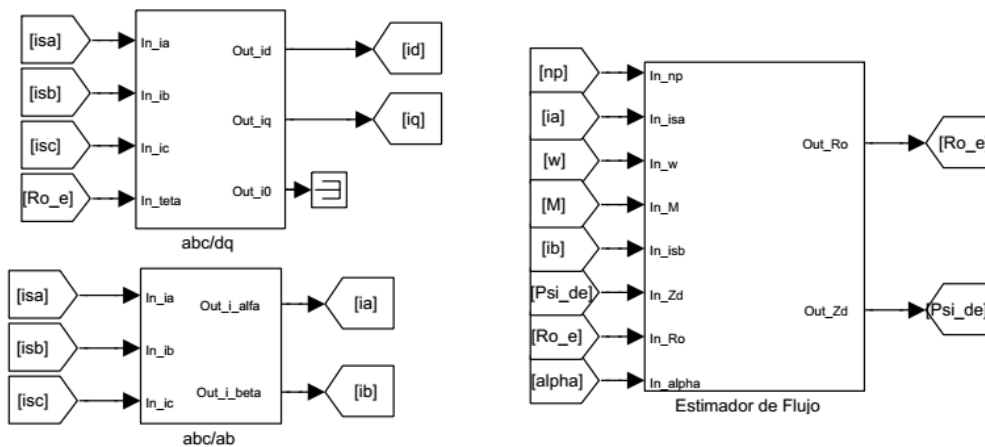 [isa]
In_ia
Out_id
[id]
[isb]
In_ib
Out_iq
[iq]
[isc]
In_ic
[Ro_e]
In_teta
Out_i0
abc/dq
[isa]
In_ia
Out_i_alfa
[ia]
[isb]
In_ib
[isc]
In_ic
Out_i_beta
[ib]
abc/ab
[np]
In_np
[ia]
In_isa
[w]
In_w
[M]
In_M
[ib]
In_isb
[Psi_de]
In_Zd
[Ro_e]
In_Ro
[alpha]
In_alpha
Out_Ro
[Ro_e]
Out_Zd
[Psi_de]
Estimador de Flujo